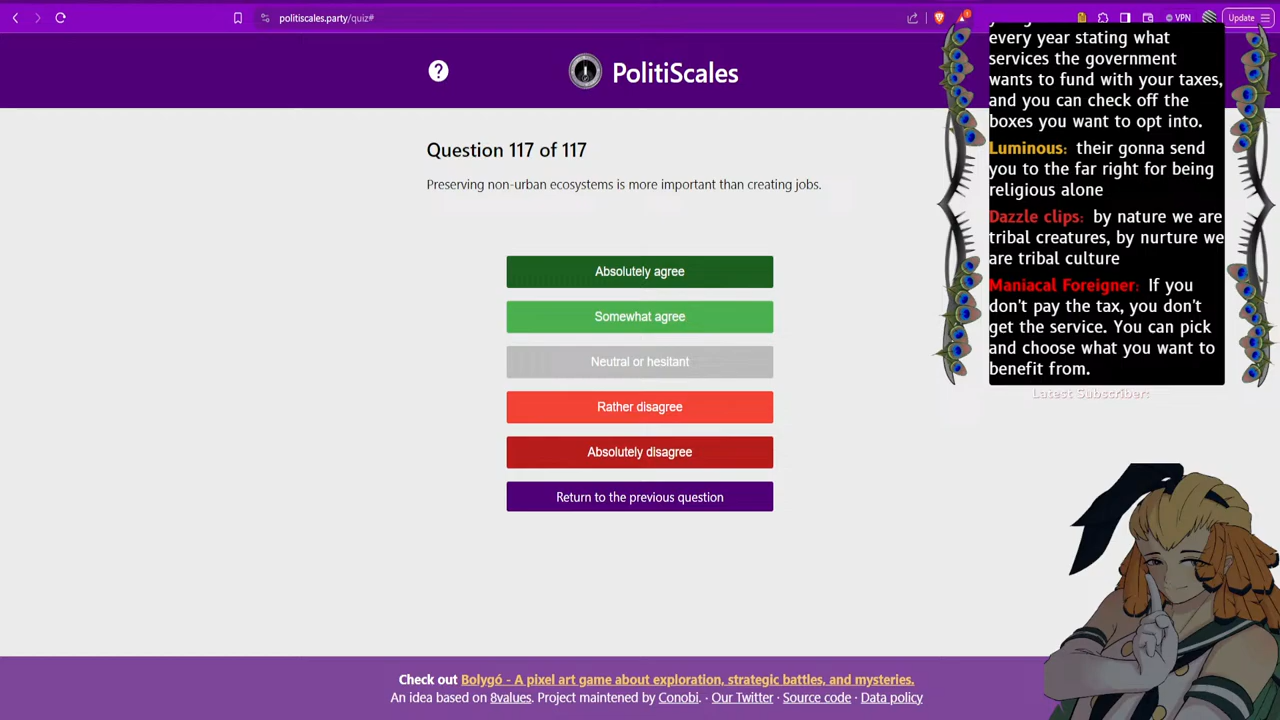 politiscales.party/quiz#
1
VPN
Update
PolitiScales
Question 117 of 117
Preserving non-urban ecosystems is more important than creating jobs.
Absolutely agree
Somewhat agree
Neutral or hesitant
Rather disagree
Absolutely disagree
Return to the previous question
every year stating what
services the government
wants to fund with your taxes,
and you can check off the
boxes you want to opt into.
Luminous: their gonna send
you to the far right for being
religious alone
Dazzle clips: by nature we are
tribal creatures, by nurture we
are tribal culture
Maniacal Foreigner: If you
don't pay the tax, you don't
get the service. You can pick
and choose what you want to
benefit from.
Latest Subscriber:
Check out Bolygó - A pixel art game about exploration, strategic battles, and mysteries.
An idea based on 8values. Project maintened by Conobi. · Our Twitter · Source code · Data policy